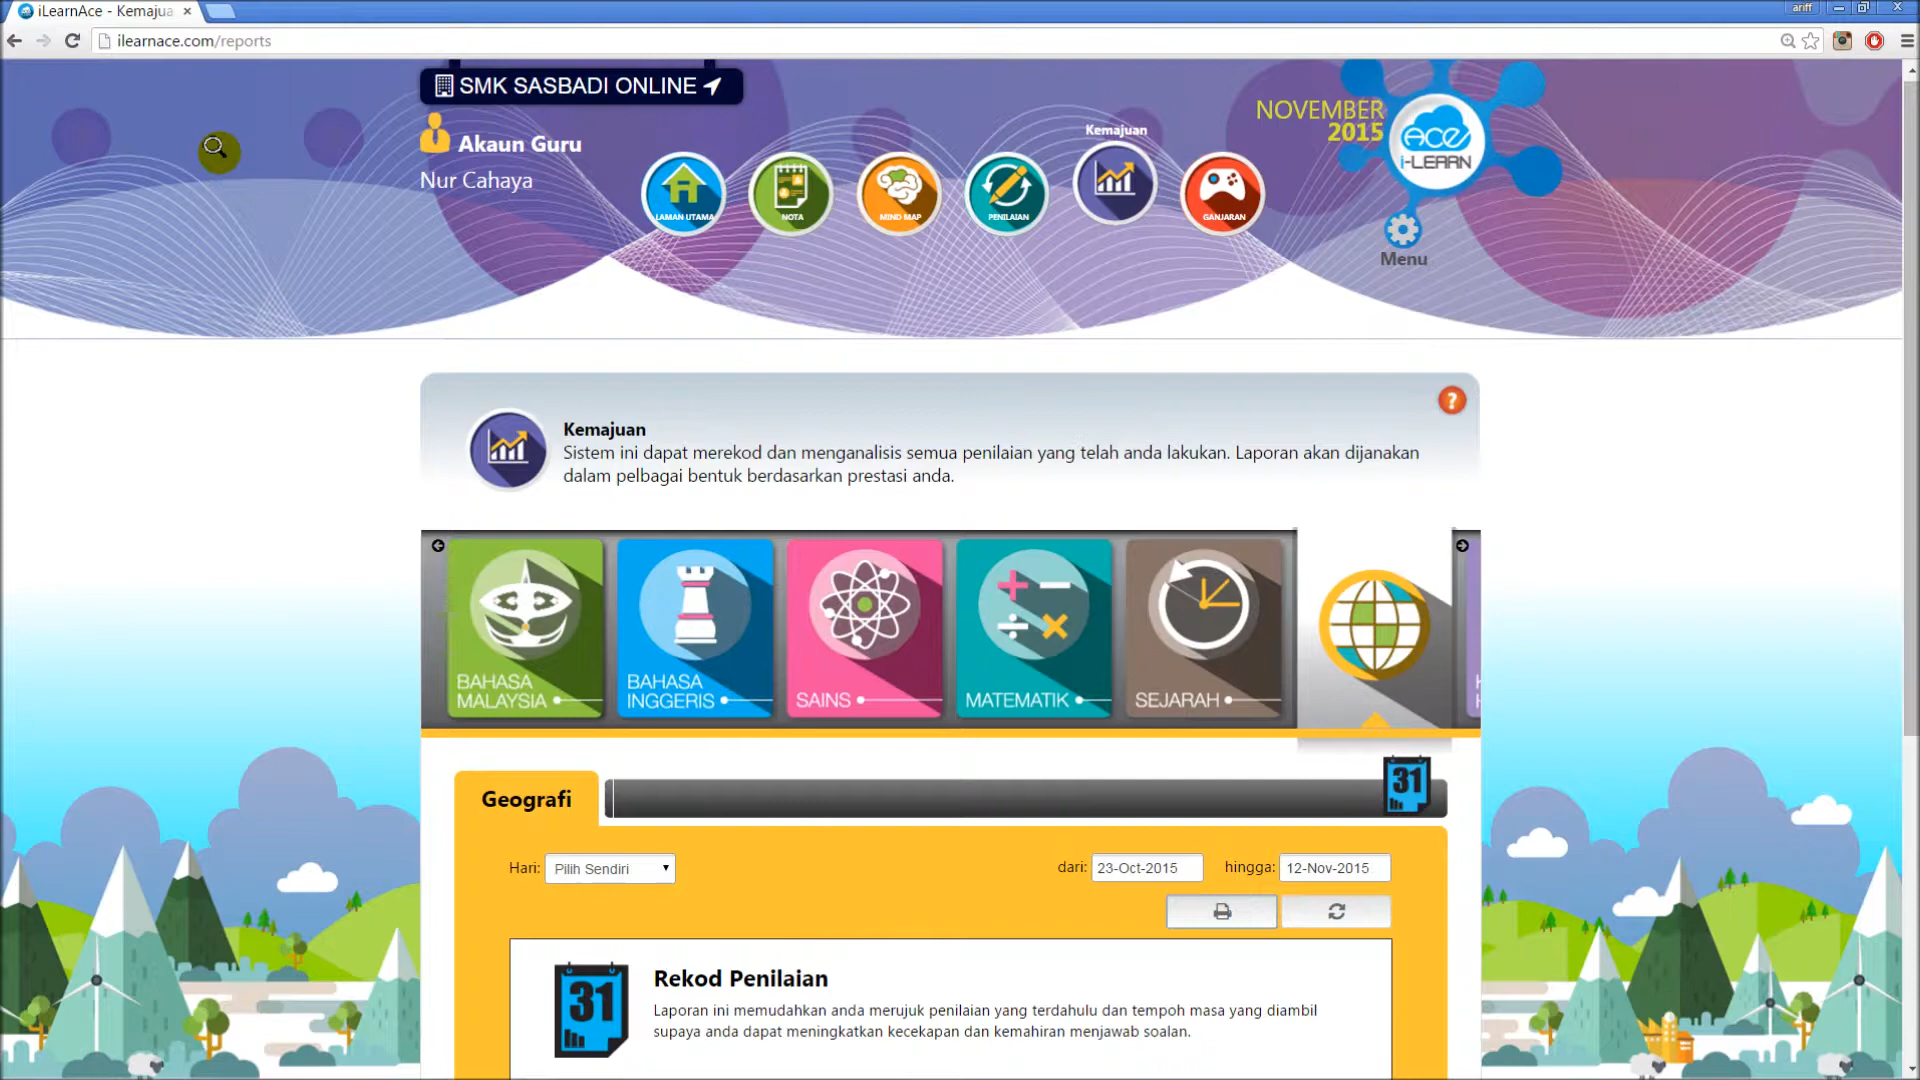 iLearnAce - Kemajua
ariff
ilearnace.com/reports
SMK SASBADI ONLINE
Akaun Guru
Nur Cahaya
LAMAN UTAMA
NOTA
MIND MAP
PENILAIAN
Kemajuan
GANJARAN
NOVEMBER
2015
ACE
i-LEARN
Menu
Kemajuan
Sistem ini dapat merekod dan menganalisis semua penilaian yang telah anda lakukan. Laporan akan dijanakan
dalam pelbagai bentuk berdasarkan prestasi anda.
BAHASA
MALAYSIA
BAHASA
INGGERIS
SAINS
MATEMATIK
SEJARAH
Geografi
31
Hari: Pilih Sendiri
dari: 23-Oct-2015 hingga: 12-Nov-2015
31
Rekod Penilaian
Laporan ini memudahkan anda merujuk penilaian yang terdahulu dan tempoh masa yang diambil
supaya anda dapat meningkatkan kecekapan dan kemahiran menjawab soalan.